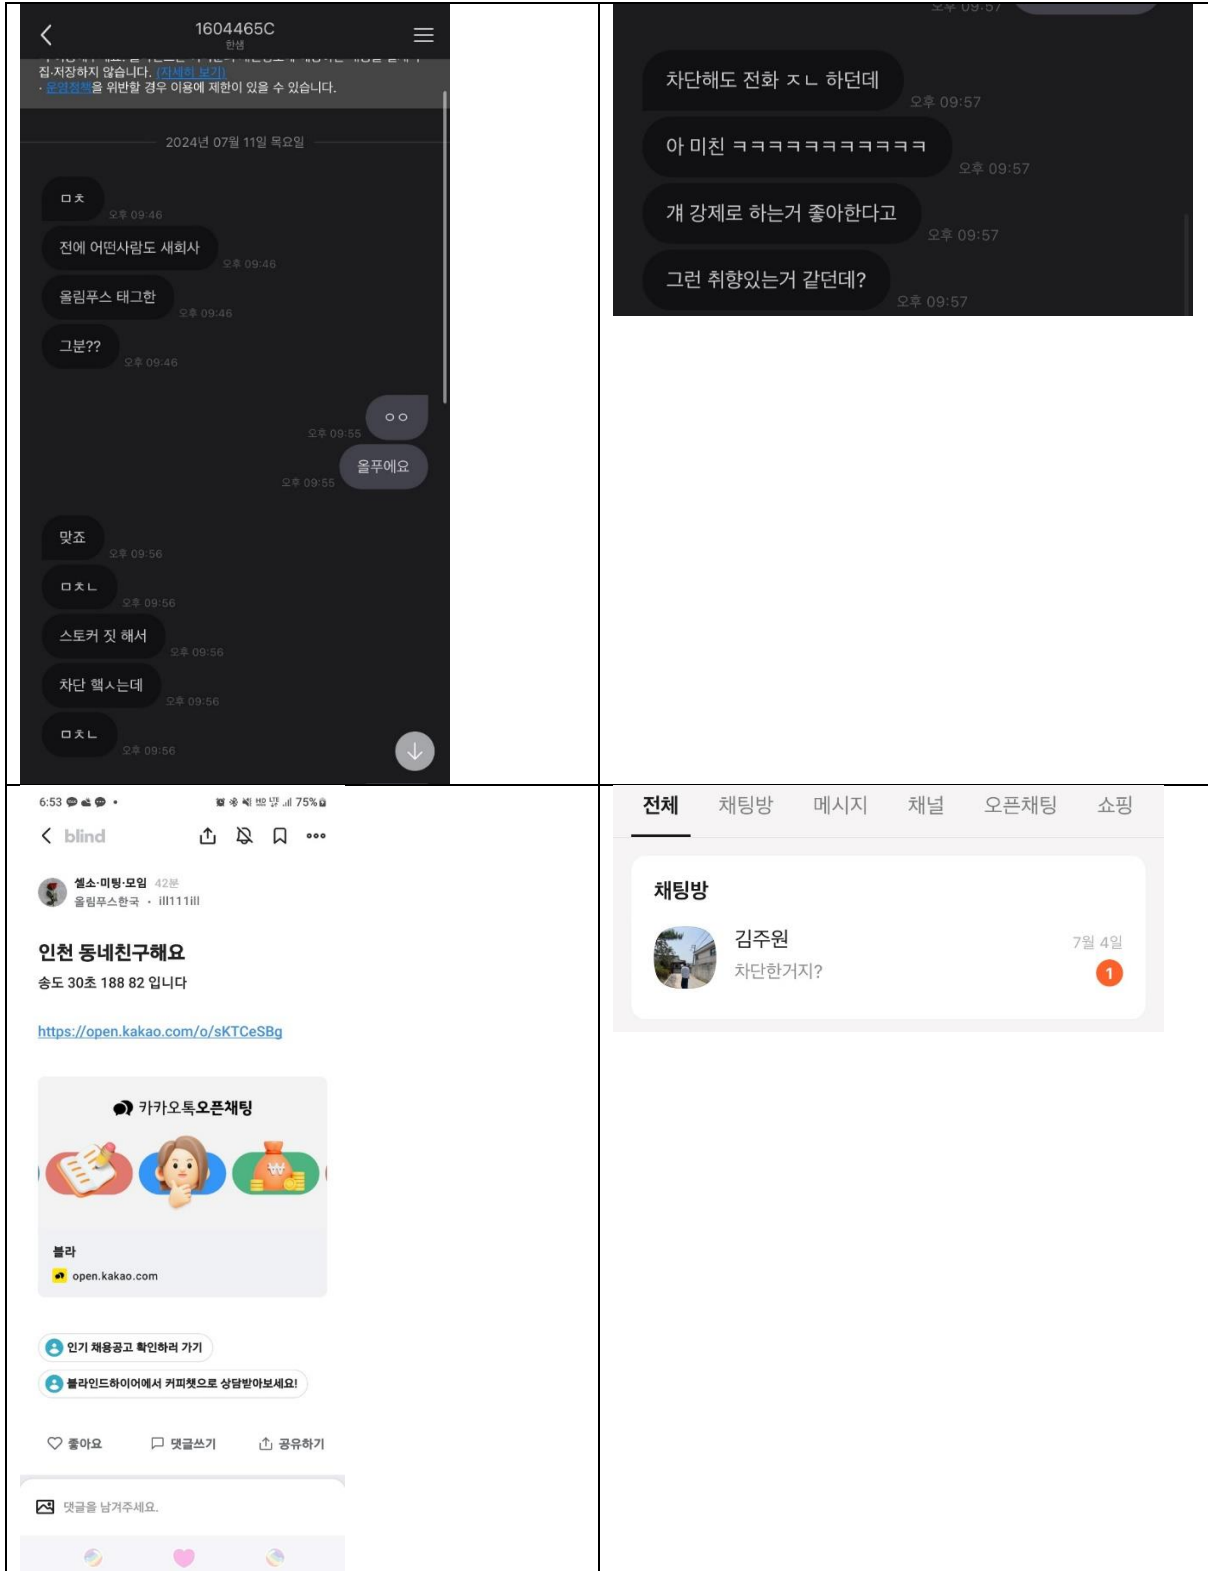 1604465C
한샘
집·저장하지 않습니다. (자세히 보기)
· 운영정책을 위반할 경우 이용에 제한이 있을 수 있습니다.
2024년 07월 11일 목요일
ㅁㅊ
오후 09:46
전에 어떤사람도 새회사
오후 09:46
올림푸스 태그한
오후 09:46
그분??
오후 09:46
ㅇㅇ
오후 09:55
올푸에요
오후 09:55
맞죠
오후 09:56
ㅁㅊㄴ
오후 09:56
스토커 짓 해서
오후 09:56
차단 햌ㅅ는데
오후 09:56
ㅁㅊㄴ
오후 09:56
오후 09:57
차단해도 전화 ㅈㄴ 하던데
오후 09:57
아 미친 ㅋㅋㅋㅋㅋㅋㅋㅋㅋㅋㅋ
오후 09:57
걔 강제로 하는거 좋아한다고
오후 09:57
그런 취향있는거 같던데?
오후 09:57
6:53
75%
blind
셀소·미팅·모임 42분
올림푸스한국 · ill111ill
인천 동네친구해요
송도 30초 188 82 입니다
https://open.kakao.com/o/sKTCeSBg
카카오톡오픈채팅
블라
open.kakao.com
인기 채용공고 확인하러 가기
블라인드하이어에서 커피챗으로 상담받아보세요!
좋아요 댓글쓰기 공유하기
댓글을 남겨주세요.
전체 채팅방 메시지 채널 오픈채팅 쇼핑
채팅방
김주원
7월 4일
차단한거지?
1